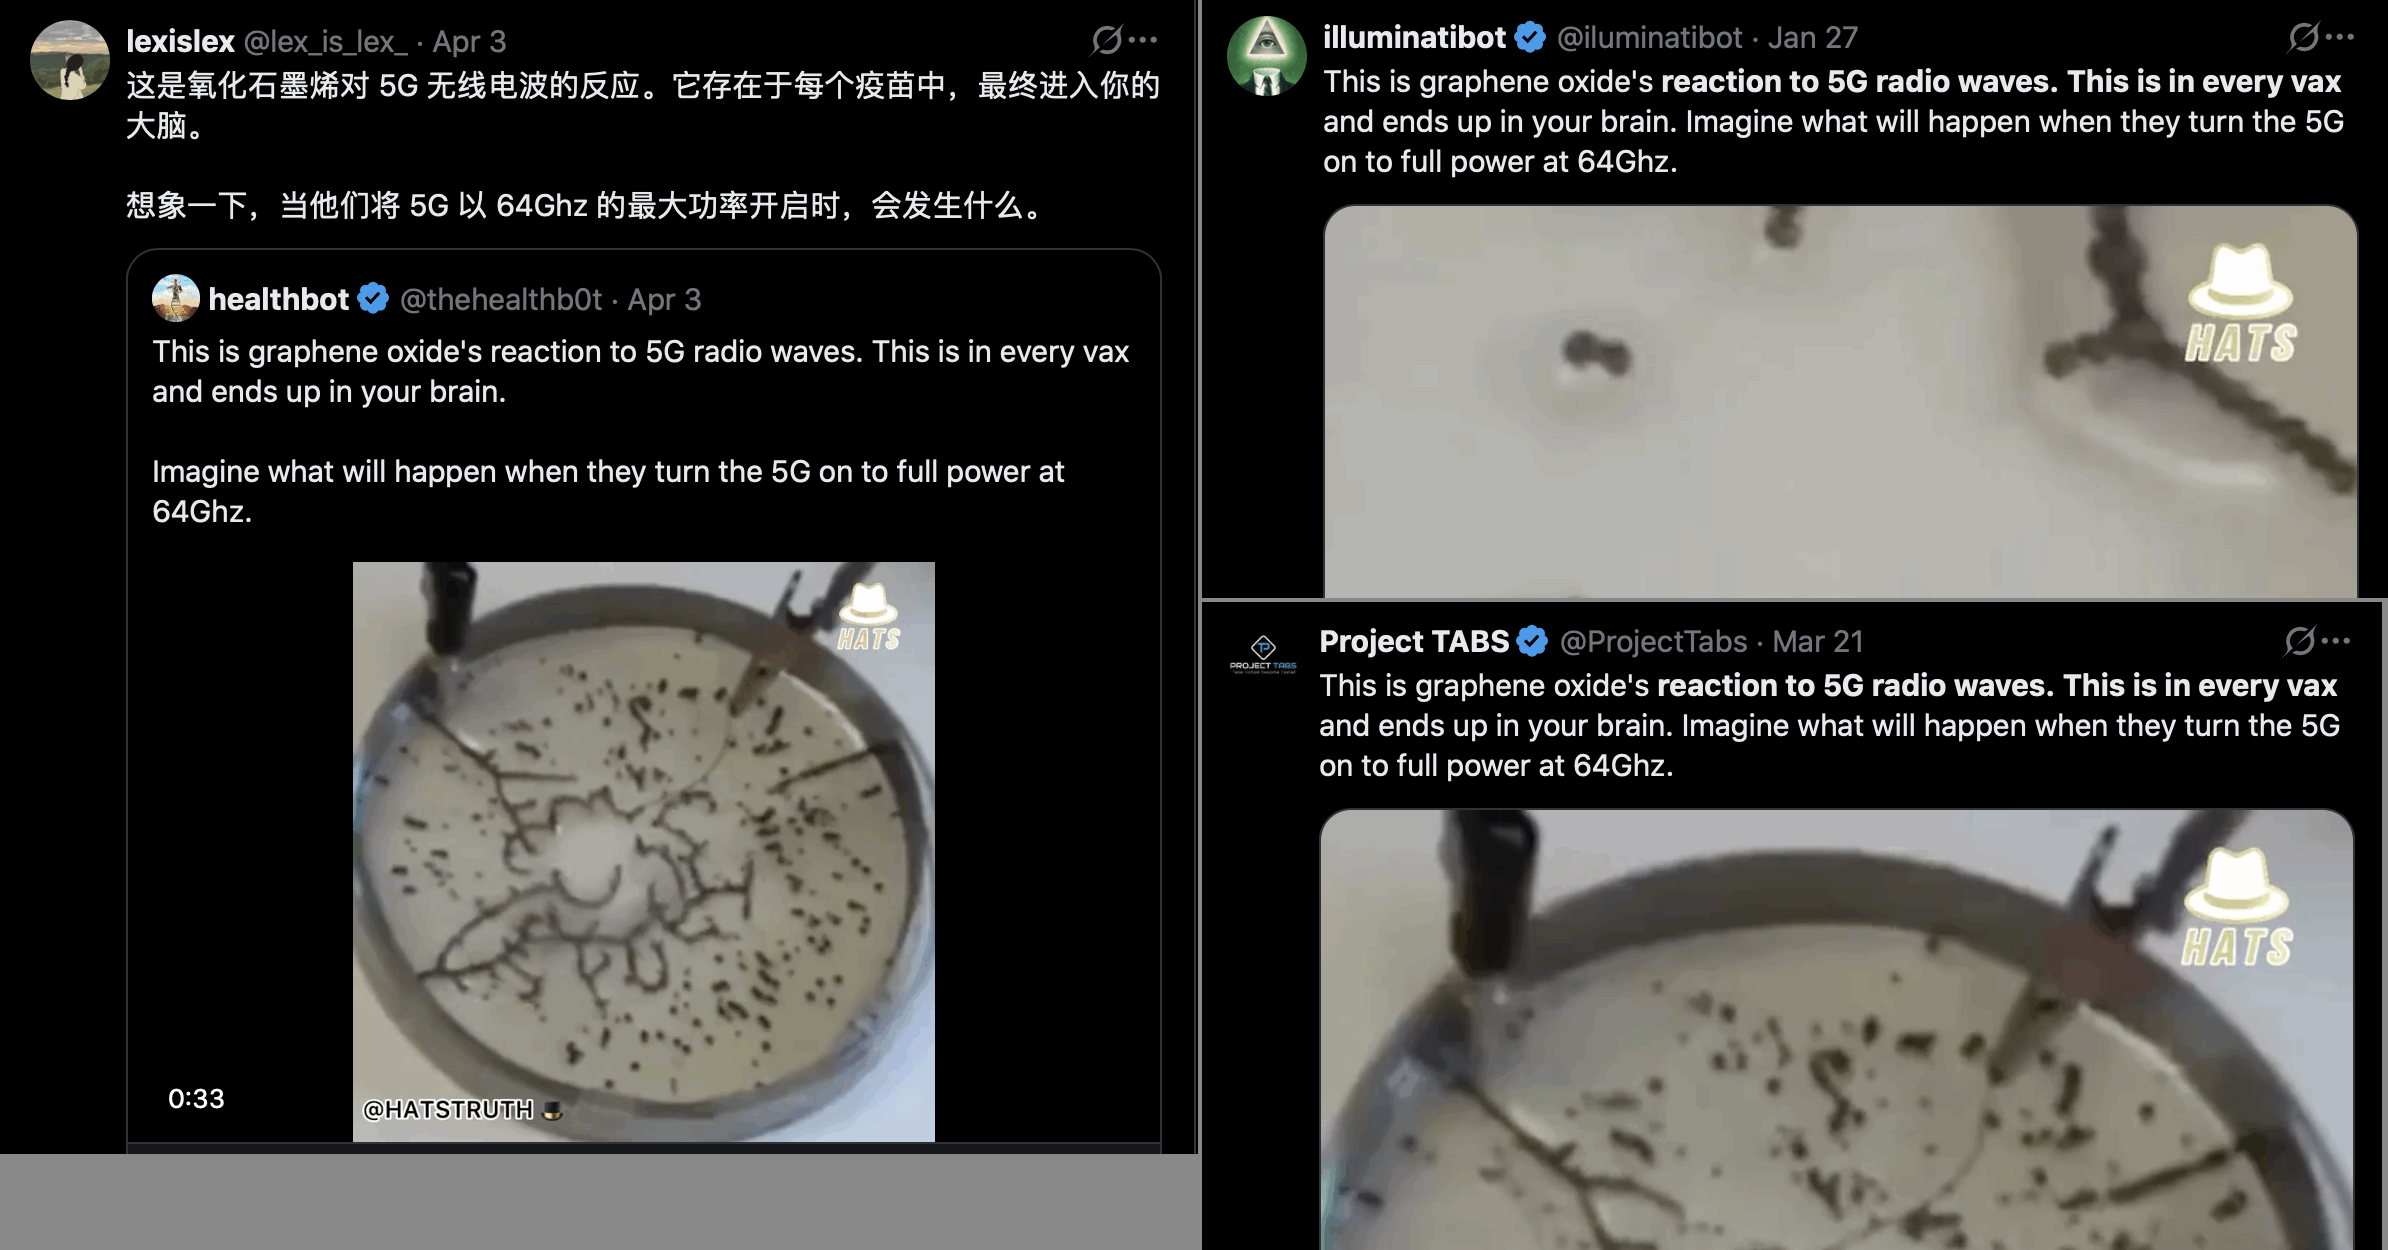 lexislex @lex_is_lex_ · Apr 3
这是氧化石墨烯对 5G 无线电波的反应。它存在于每个疫苗中，最终进入你的
大脑。
想象一下，当他们将 5G 以 64Ghz 的最大功率开启时，会发生什么。
healthbot @thehealthb0t · Apr 3
This is graphene oxide's reaction to 5G radio waves. This is in every vax
and ends up in your brain.
Imagine what will happen when they turn the 5G on to full power at
64Ghz.
HATS
0:33
@HATSTRUTH
illuminatibot @iluminatibot · Jan 27
This is graphene oxide's reaction to 5G radio waves. This is in every vax
and ends up in your brain. Imagine what will happen when they turn the 5G
on to full power at 64Ghz.
HATS
Project TABS @ProjectTabs · Mar 21
PROJECT TABS
This is graphene oxide's reaction to 5G radio waves. This is in every vax
and ends up in your brain. Imagine what will happen when they turn the 5G
on to full power at 64Ghz.
HATS